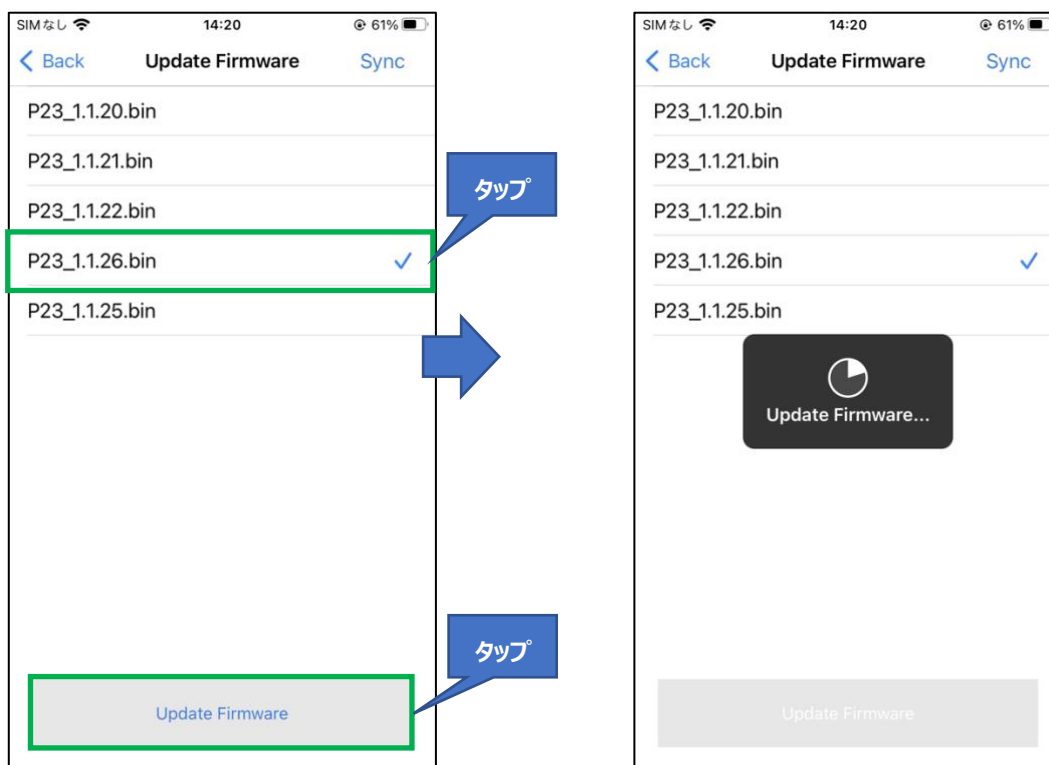 SIMなし 14:20 61%
Back Update Firmware Sync
P23_1.1.20.bin
P23_1.1.21.bin
P23_1.1.22.bin
P23_1.1.26.bin
P23_1.1.25.bin
Update Firmware
タップ
タップ
SIMなし 14:20 61%
Back Update Firmware Sync
P23_1.1.20.bin
P23_1.1.21.bin
P23_1.1.22.bin
P23_1.1.26.bin
P23_1.1.25.bin
Update Firmware...
Update Firmware